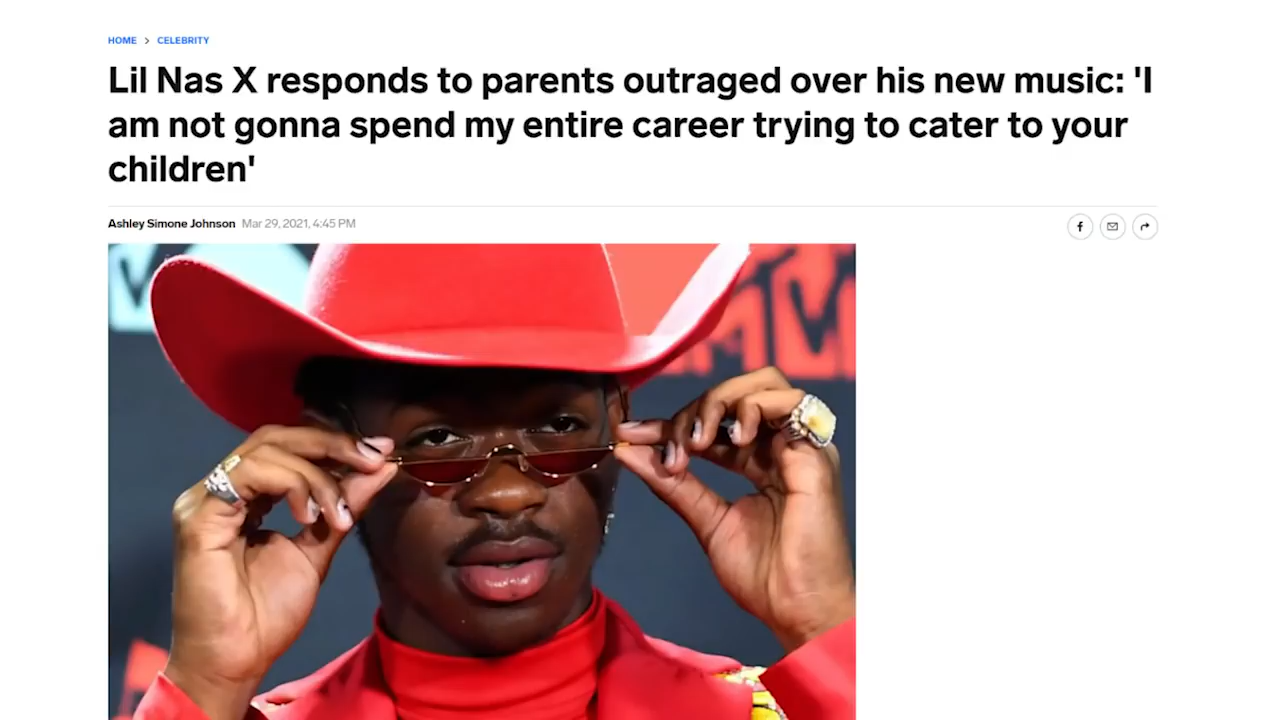 HOME > CELEBRITY
Lil Nas X responds to parents outraged over his new music: 'I
am not gonna spend my entire career trying to cater to your
children'
Ashley Simone Johnson Mar 29, 2021, 4:45 PM